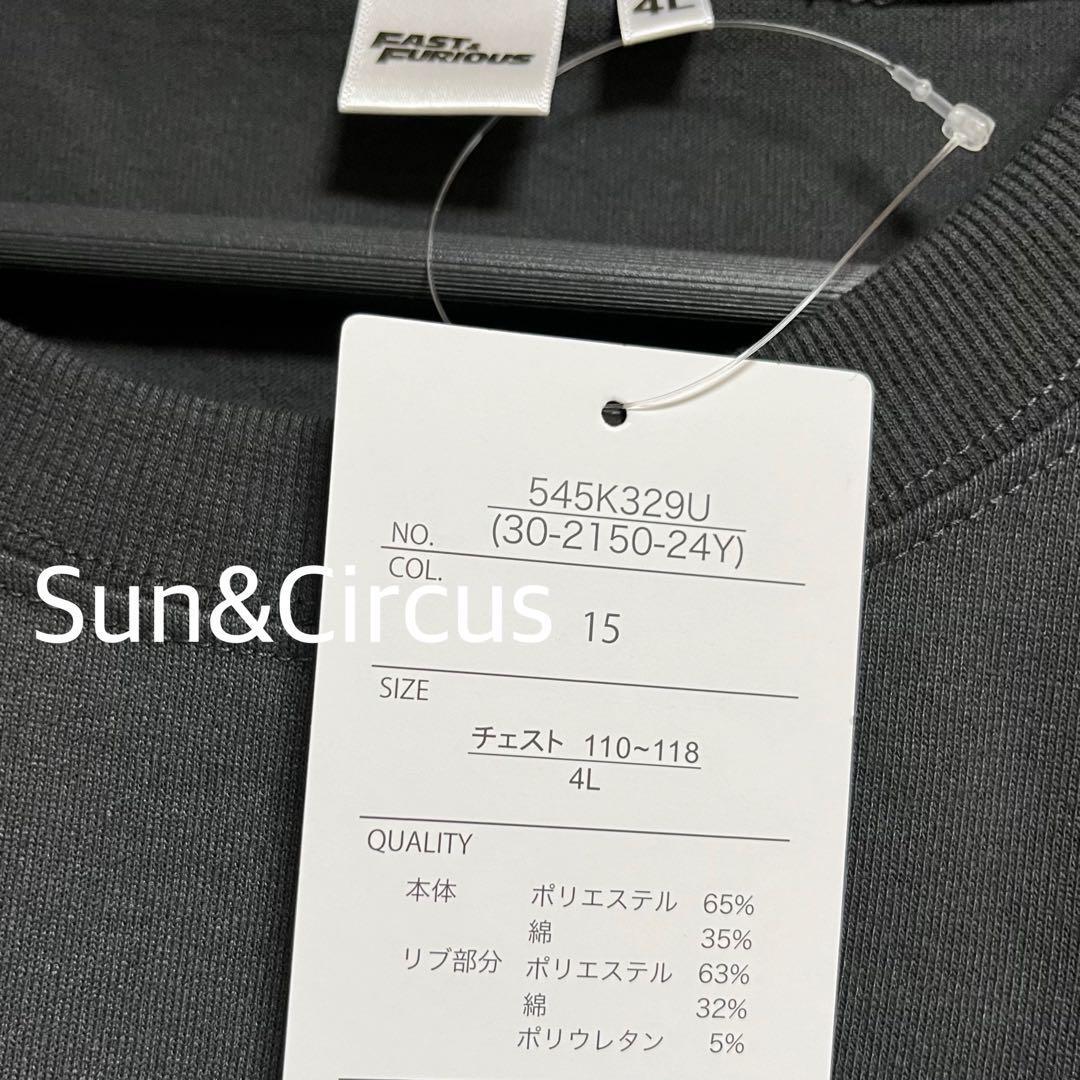 FAST&
FURIOUS
4L
545K329U
NO. (30-2150-24Y)
COL.
15
Sun&Circus
SIZE
チェスト 110~118
4L
QUALITY
本体 ポリエステル 65%
綿 35%
リブ部分 ポリエステル 63%
綿 32%
ポリウレタン 5%